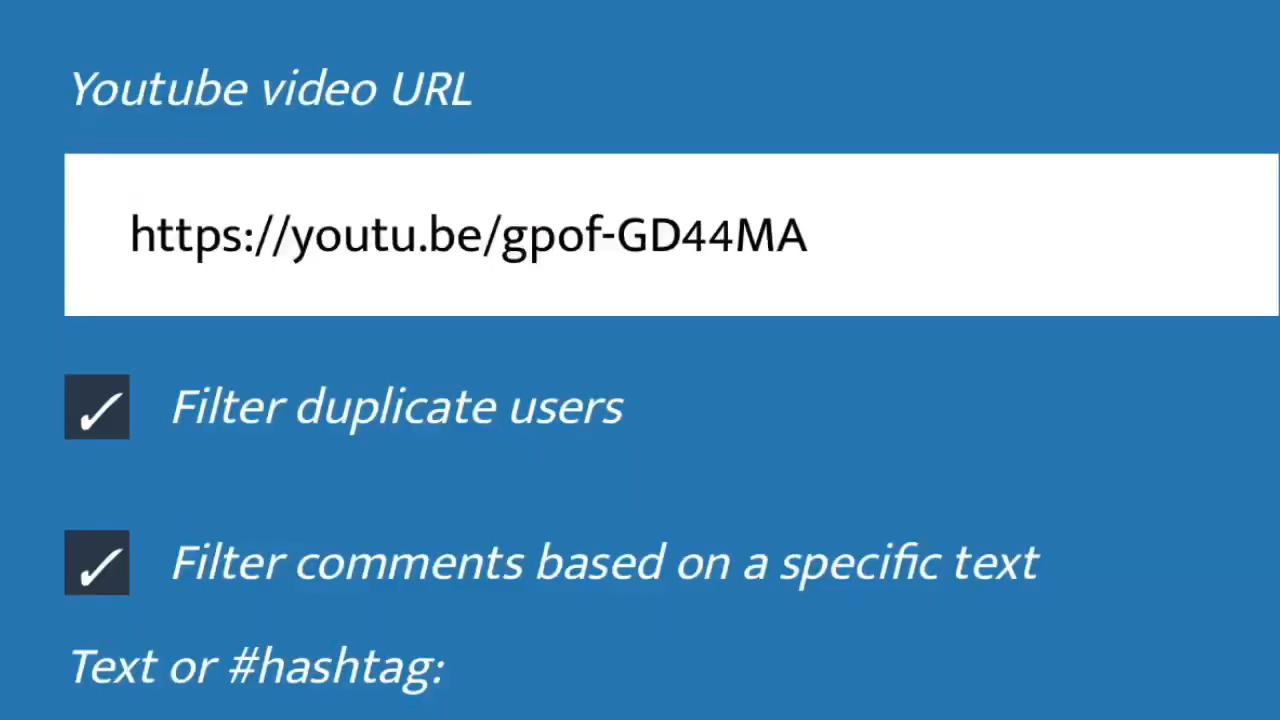 Youtube video URL
https://youtu.be/gpof-GD44MA
✓ Filter duplicate users
✓ Filter comments based on a specific text
Text or #hashtag: